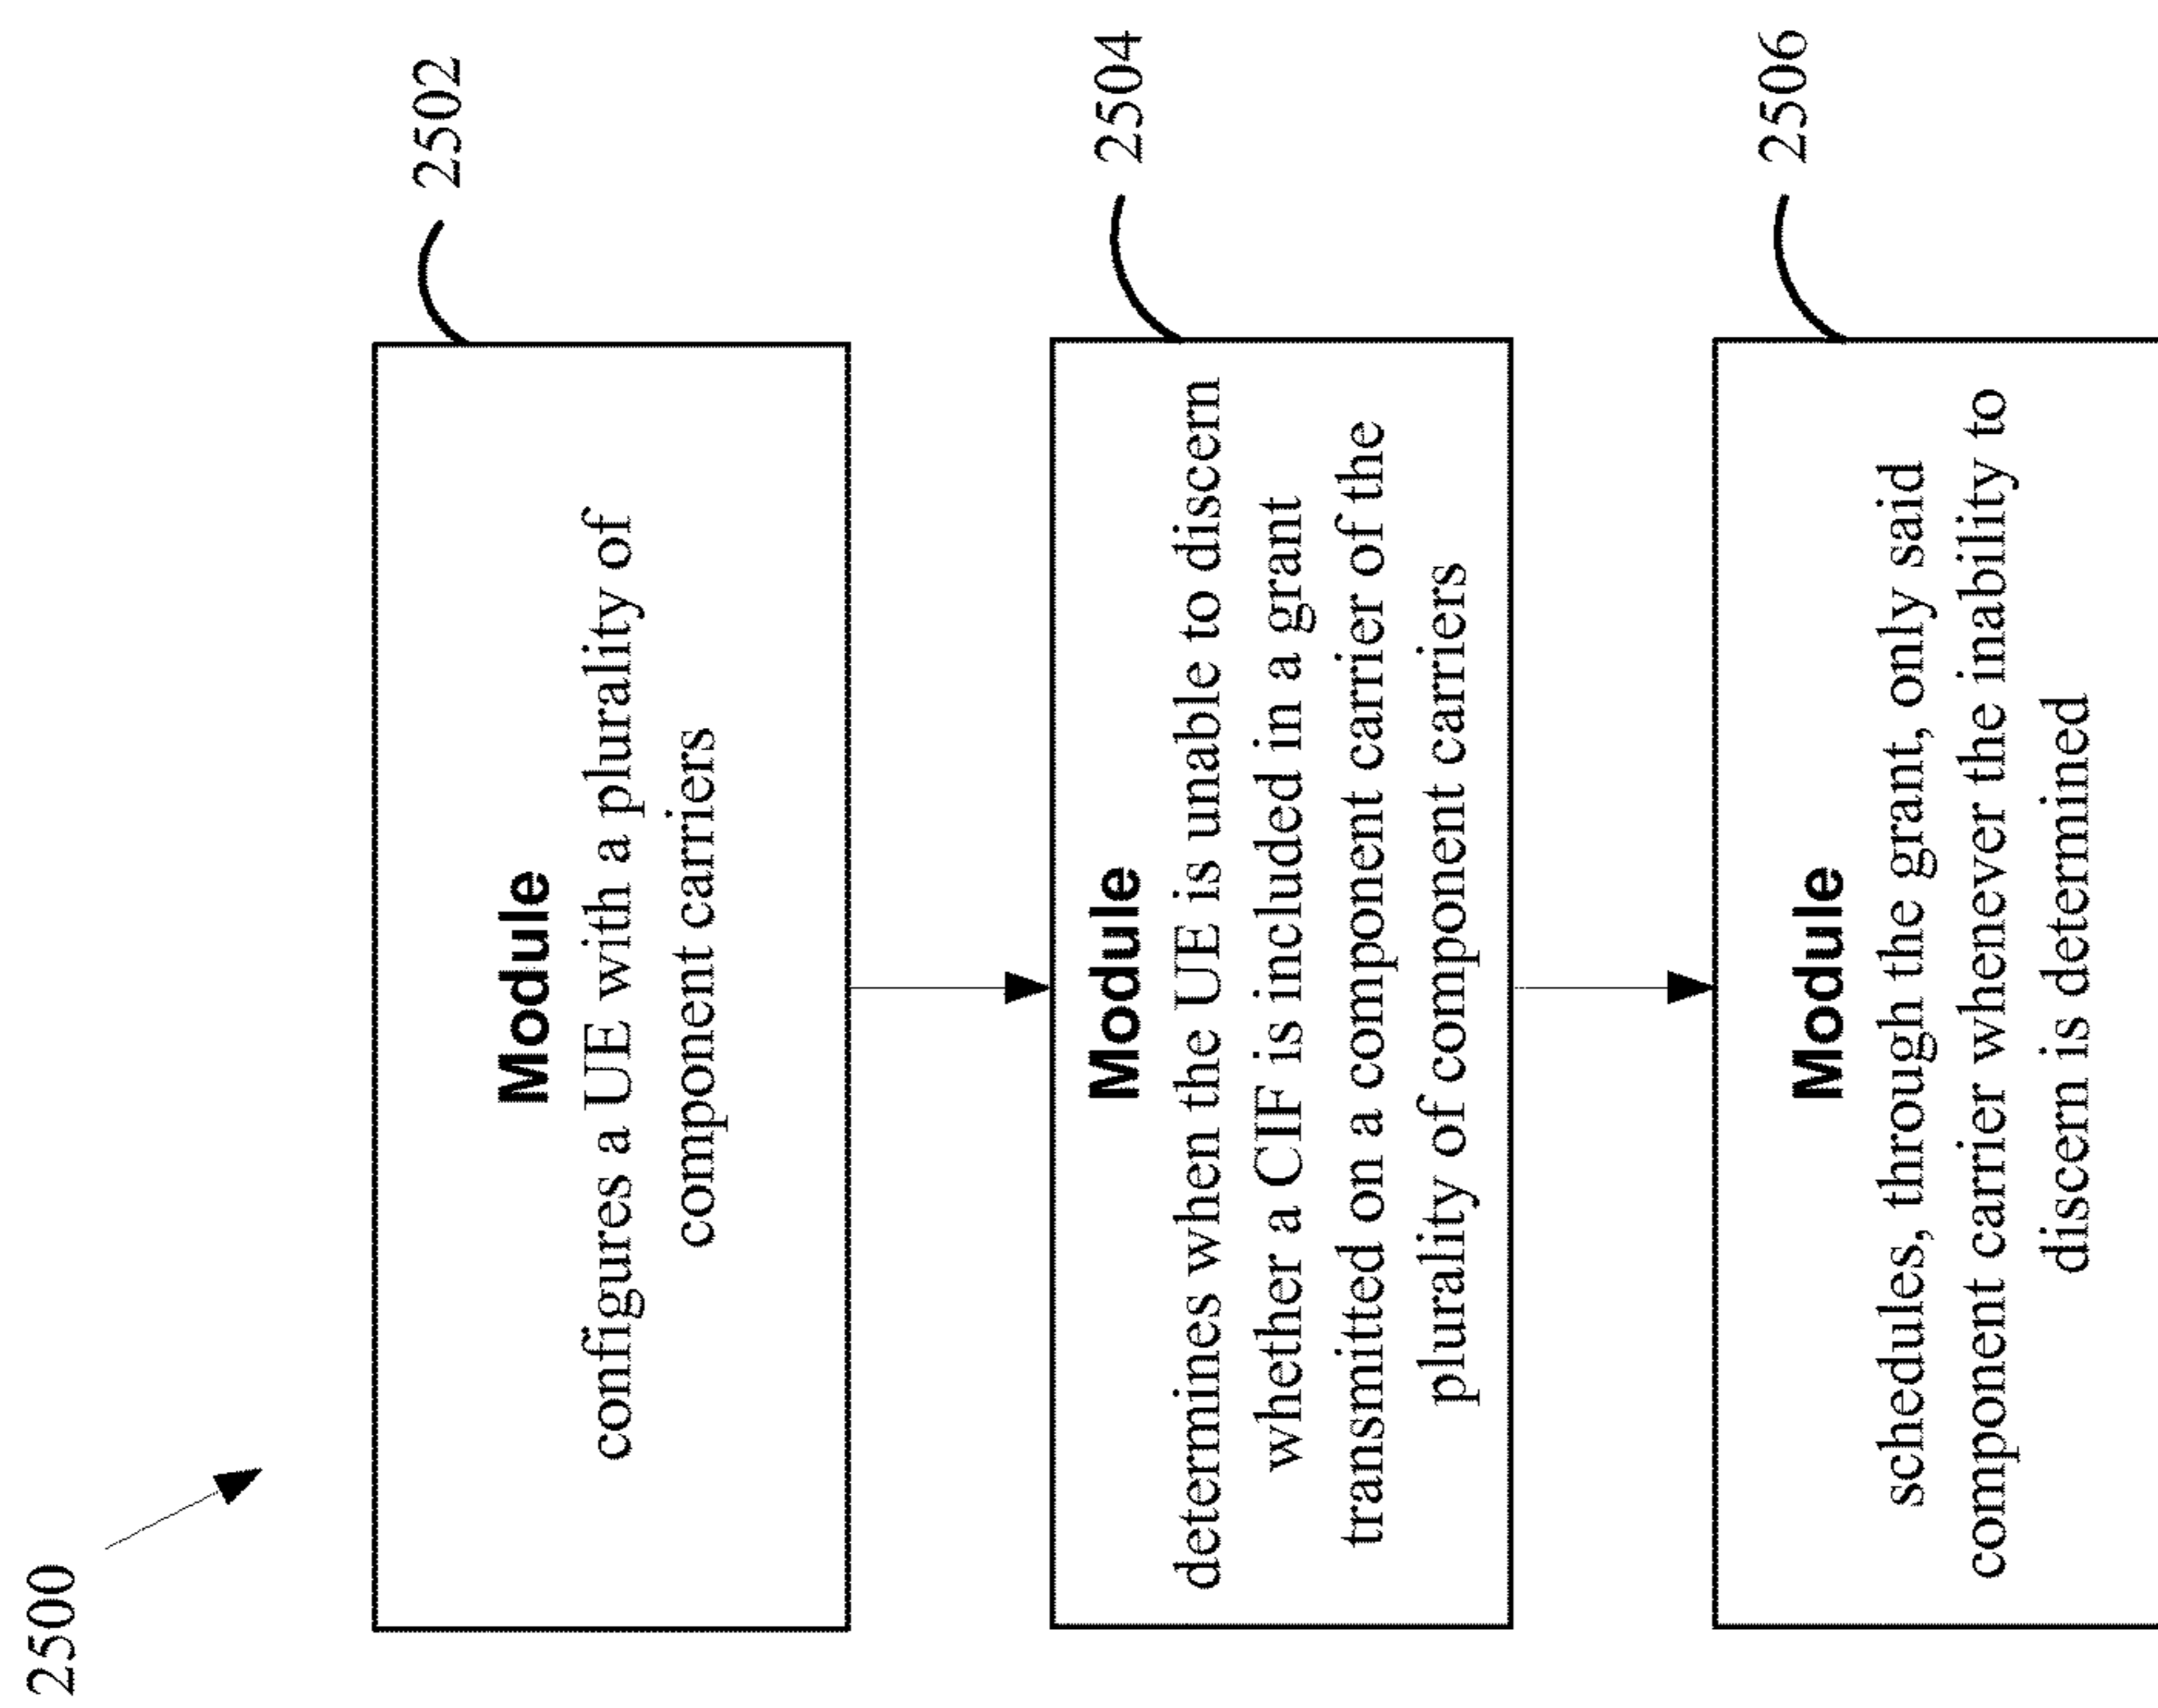 2500
2502
Module
configures a UE with a plurality of
component carriers
2504
Module
determines when the UE is unable to discern
whether a CIF is included in a grant
transmitted on a component carrier of the
plurality of component carriers
2506
Module
schedules, through the grant, only said
component carrier whenever the inability to
discern is determined